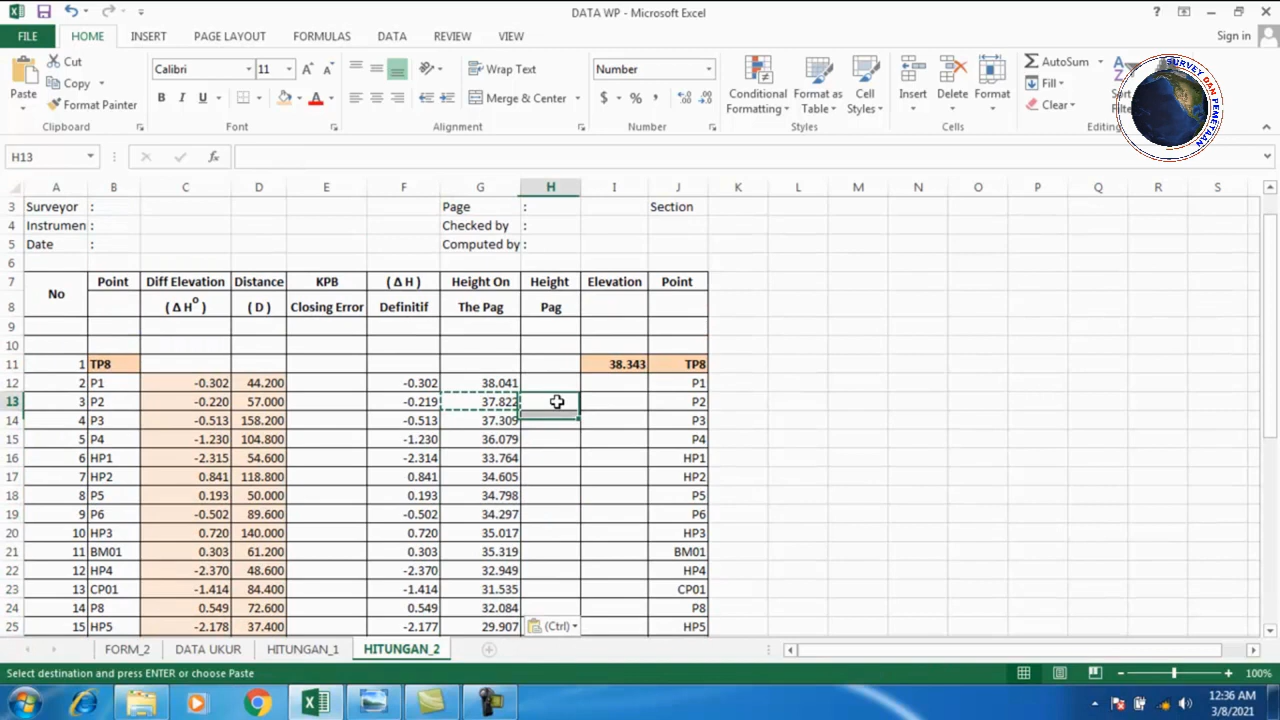 DATA WP - Microsoft Excel
?
FILE HOME INSERT PAGE LAYOUT FORMULAS DATA REVIEW VIEW Sign in
Paste Cut Copy Format Painter Clipboard
Calibri 11 A A B I U A Font
Wrap Text Merge & Center Alignment
Number $ % , Number
Conditional Formatting Format as Table Cell Styles Styles
Insert Delete Format Cells
AutoSum Fill Clear Sort Editing
SURVEY DAN PEMETAAN
H13 fx
A B C D E F G H I J K L M N O P Q R S
3 Surveyor : Page : Section
4 Instrumen : Checked by :
5 Date : Computed by :
6
7 No Point Diff Elevation Distance KPB ( Δ H ) Height On Height Elevation Point
8 ( Δ Hº ) ( D ) Closing Error Definitif The Pag Pag
9
10
11 1 TP8 38.343 TP8
12 2 P1 -0.302 44.200 -0.302 38.041 P1
13 3 P2 -0.220 57.000 -0.219 37.822 P2
14 4 P3 -0.513 158.200 -0.513 37.309 P3
15 5 P4 -1.230 104.800 -1.230 36.079 P4
16 6 HP1 -2.315 54.600 -2.314 33.764 HP1
17 7 HP2 0.841 118.800 0.841 34.605 HP2
18 8 P5 0.193 50.000 0.193 34.798 P5
19 9 P6 -0.502 89.600 -0.502 34.297 P6
20 10 HP3 0.720 140.000 0.720 35.017 HP3
21 11 BM01 0.303 61.200 0.303 35.319 BM01
22 12 HP4 -2.370 48.600 -2.370 32.949 HP4
23 13 CP01 -1.414 84.400 -1.414 31.535 CP01
24 14 P8 0.549 72.600 0.549 32.084 P8
25 15 HP5 -2.178 37.400 -2.177 29.907 HP5
(Ctrl)
FORM_2 DATA UKUR HITUNGAN_1 HITUNGAN_2
Select destination and press ENTER or choose Paste 100%
12:36 AM
3/8/2021